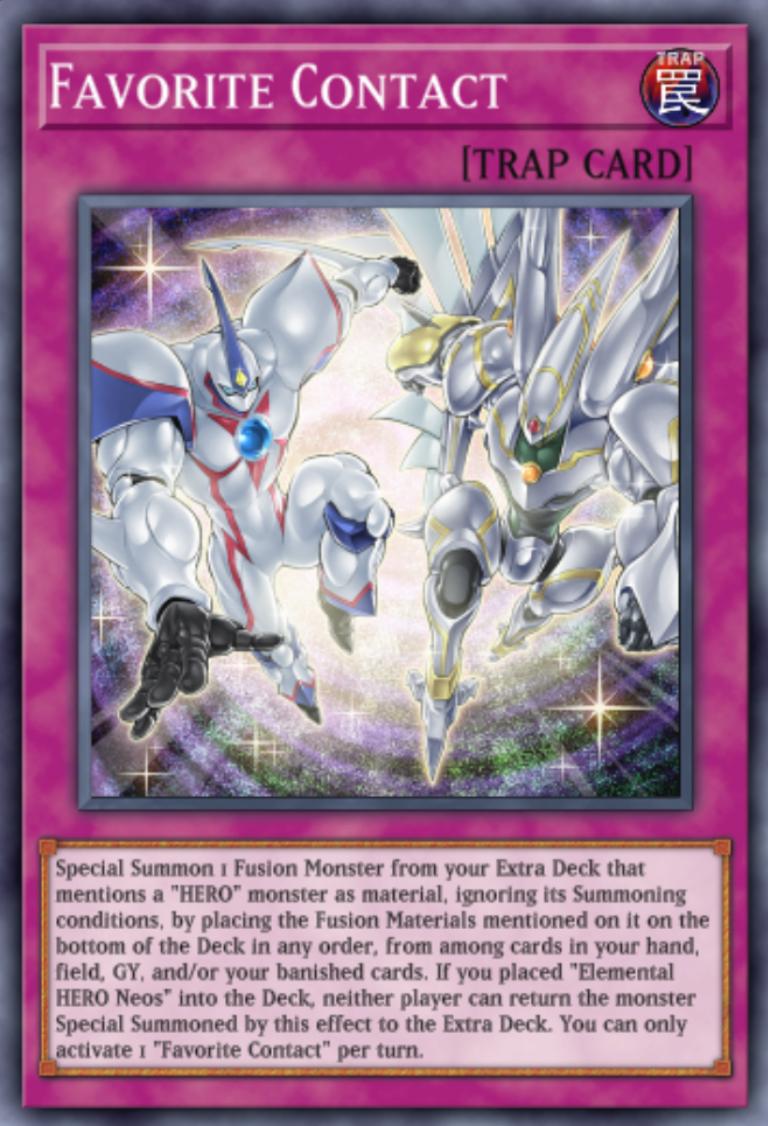 Favorite Contact
TRAP
罠
[TRAP CARD]
Special Summon 1 Fusion Monster from your Extra Deck that
mentions a "HERO" monster as material, ignoring its Summoning
conditions, by placing the Fusion Materials mentioned on it on the
bottom of the Deck in any order, from among cards in your hand,
field, GY, and/or your banished cards. If you placed "Elemental
HERO Neos" into the Deck, neither player can return the monster
Special Summoned by this effect to the Extra Deck. You can only
activate 1 "Favorite Contact" per turn.